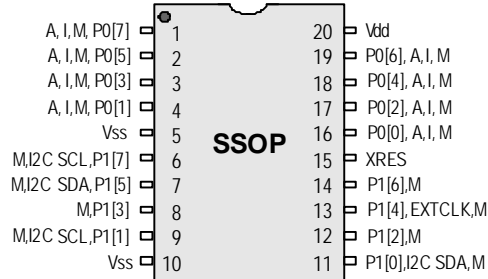 A, I, M, P0[7] 1 20 Vdd
A, I, M, P0[5] 2 19 P0[6], A, I, M
A, I, M, P0[3] 3 18 P0[4], A, I, M
A, I, M, P0[1] 4 17 P0[2], A, I, M
Vss 5 16 P0[0], A, I, M
SSOP
M,I2C SCL,P1[7] 6 15 XRES
M,I2C SDA,P1[5] 7 14 P1[6],M
M,P1[3] 8 13 P1[4], EXTCLK,M
M,I2C SCL,P1[1] 9 12 P1[2],M
Vss 10 11 P1[0],I2C SDA,M